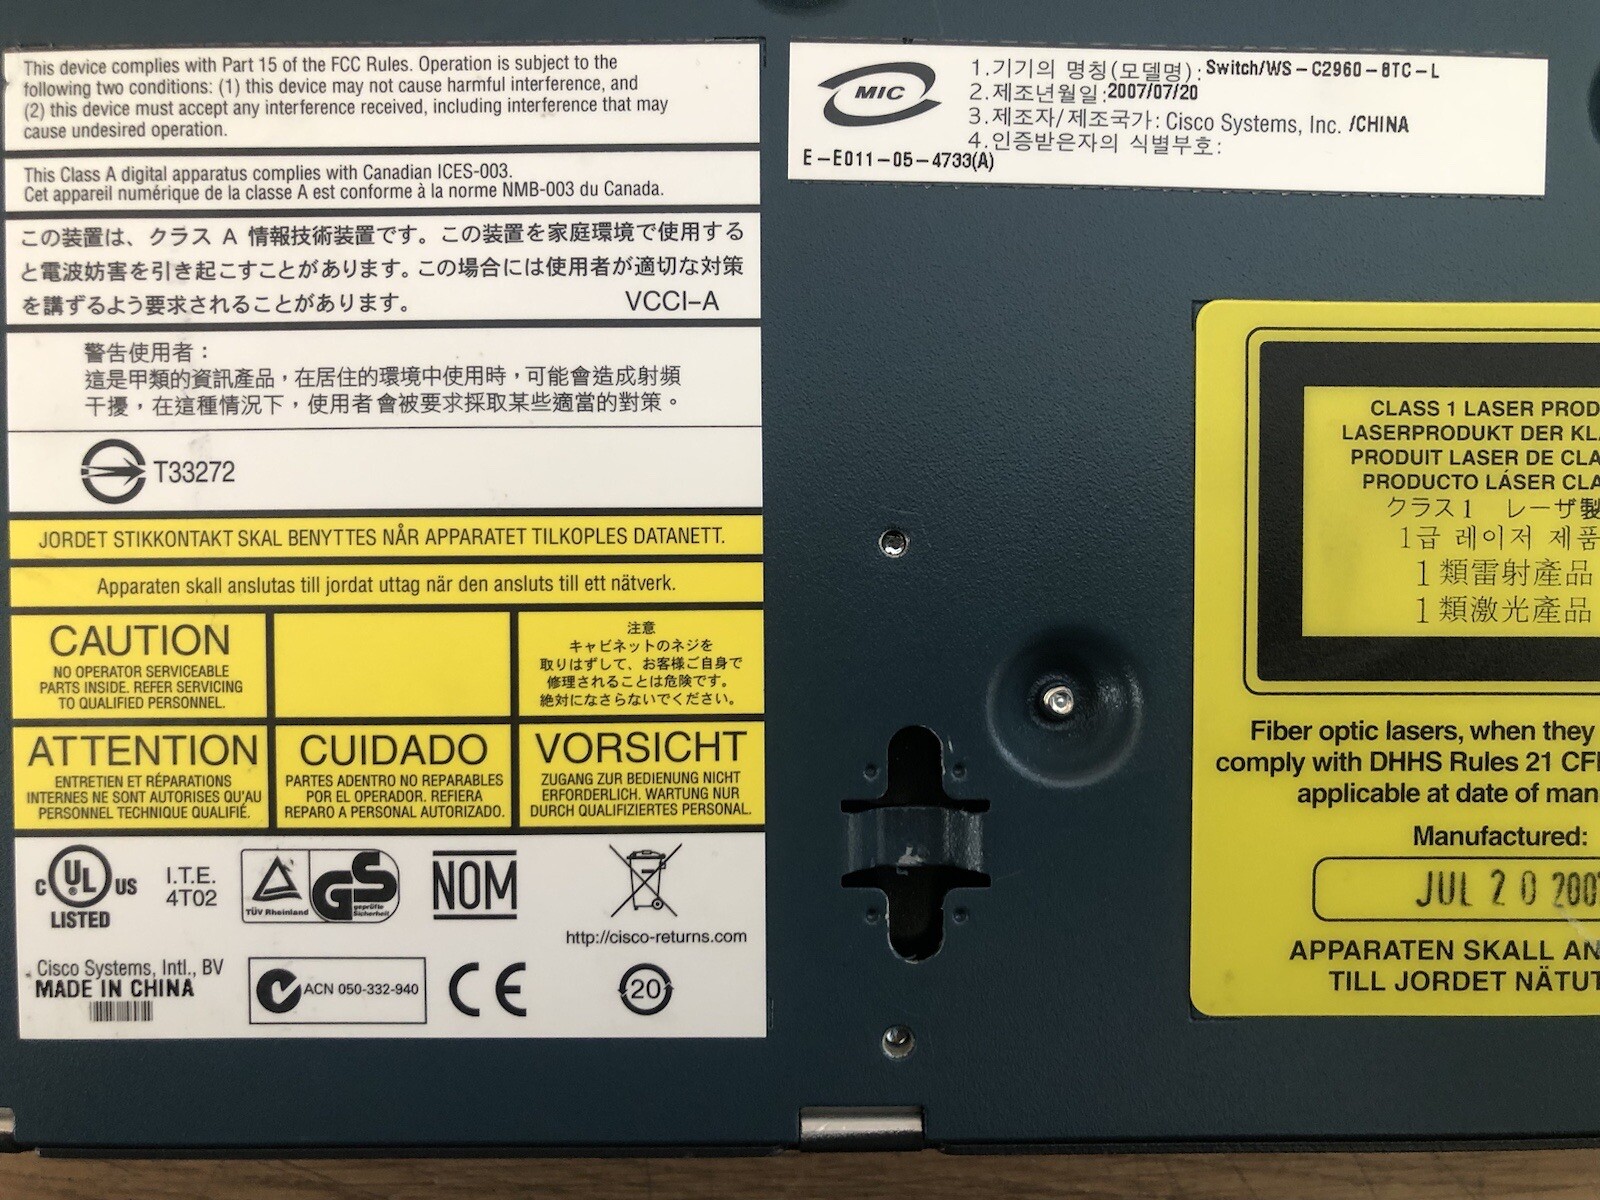 This device complies with Part 15 of the FCC Rules. Operation is subject to the
following two conditions: (1) this device may not cause harmful interference, and
(2) this device must accept any interference received, including interference that may
cause undesired operation.
This Class A digital apparatus complies with Canadian ICES-003.
Cet appareil numérique de la classe A est conforme à la norme NMB-003 du Canada.
この装置は、クラス A 情報技術装置です。この装置を家庭環境で使用する
と電波妨害を引き起こすことがあります。この場合には使用者が適切な対策
を講ずるよう要求されることがあります。 VCCI-A
警告使用者：
這是甲類的資訊產品，在居住的環境中使用時，可能會造成射頻
干擾，在這種情況下，使用者會被要求採取某些適當的對策。
T33272
JORDET STIKKONTAKT SKAL BENYTTES NÅR APPARATET TILKOPLES DATANETT.
Apparaten skall anslutas till jordat uttag när den ansluts till ett nätverk.
CAUTION
NO OPERATOR SERVICEABLE
PARTS INSIDE. REFER SERVICING
TO QUALIFIED PERSONNEL.
注意
キャビネットのネジを
取りはずして、お客様ご自身で
修理されることは危険です。
絶対になさらないでください。
ATTENTION
ENTRETIEN ET RÉPARATIONS
INTERNES NE SONT AUTORISES QU'AU
PERSONNEL TECHNIQUE QUALIFIÉ.
CUIDADO
PARTES ADENTRO NO REPARABLES
POR EL OPERADOR. REFIERA
REPARO A PERSONAL AUTORIZADO.
VORSICHT
ZUGANG ZUR BEDIENUNG NICHT
ERFORDERLICH. WARTUNG NUR
DURCH QUALIFIZIERTES PERSONAL.
C UL US
LISTED
I.T.E.
4T02
TÜV Rheinland
GS
geprüfte
Sicherheit
NOM
http://cisco-returns.com
Cisco Systems, Intl., BV
MADE IN CHINA
ACN 050-332-940
CE
20
MIC
1.기기의 명칭(모델명): Switch/WS-C2960-8TC-L
2.제조년월일:2007/07/20
3.제조자/제조국가: Cisco Systems, Inc. /CHINA
4.인증받은자의 식별부호:
E-E011-05-4733(A)
CLASS 1 LASER PROD
LASERPRODUKT DER KLA
PRODUIT LASER DE CLA
PRODUCTO LÁSER CLA
クラス1 レーザ製
1급 레이저 제품
1類雷射產品
1類激光產品
Fiber optic lasers, when they
comply with DHHS Rules 21 CF
applicable at date of man
Manufactured:
JUL 20 2007
APPARATEN SKALL AN
TILL JORDET NÄTUT